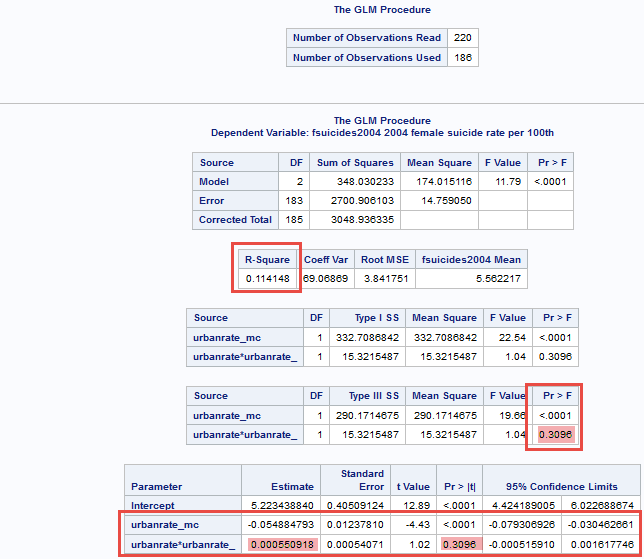 The GLM Procedure
Number of Observations Read 220
Number of Observations Used 186
The GLM Procedure
Dependent Variable: fsuicides2004 2004 female suicide rate per 100th
Source DF Sum of Squares Mean Square F Value Pr > F
Model 2 348.030233 174.015116 11.79 <.0001
Error 183 2700.906103 14.759050
Corrected Total 185 3048.936335
R-Square Coeff Var Root MSE fsuicides2004 Mean
0.114148 69.06869 3.841751 5.562217
Source DF Type I SS Mean Square F Value Pr > F
urbanrate_mc 1 332.7086842 332.7086842 22.54 <.0001
urbanrate*urbanrate_ 1 15.3215487 15.3215487 1.04 0.3096
Source DF Type III SS Mean Square F Value Pr > F
urbanrate_mc 1 290.1714675 290.1714675 19.66 <.0001
urbanrate*urbanrate_ 1 15.3215487 15.3215487 1.04 0.3096
Parameter Estimate Standard Error t Value Pr > |t| 95% Confidence Limits
Intercept 5.223438840 0.40509124 12.89 <.0001 4.424189005 6.022688674
urbanrate_mc -0.054884793 0.01237810 -4.43 <.0001 -0.079306926 -0.030462661
urbanrate*urbanrate_ 0.000550918 0.00054071 1.02 0.3096 -0.000515910 0.001617746